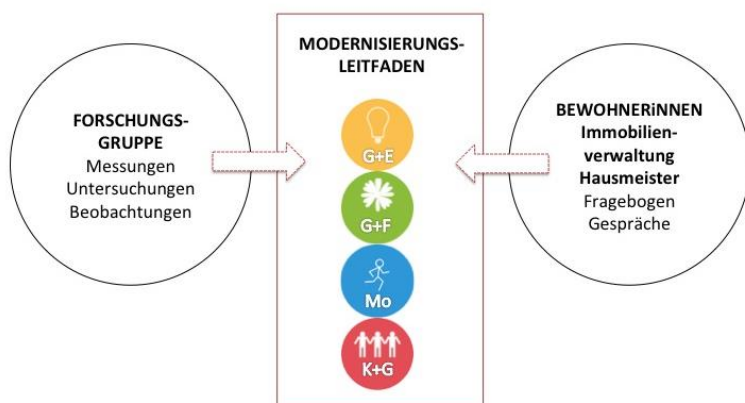 FORSCHUNGS-
GRUPPE
Messungen
Untersuchungen
Beobachtungen
MODERNISIERUNGS-
LEITFADEN
G+E
G+F
Mo
K+G
BEWOHNERiNNEN
Immobilien-
verwaltung
Hausmeister
Fragebogen
Gespräche